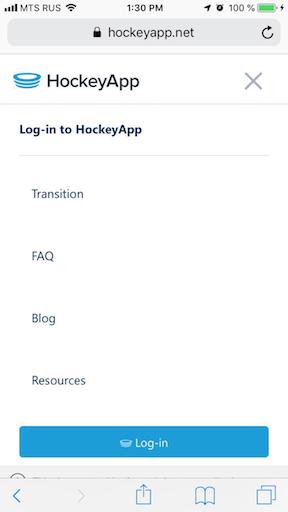 MTS RUS 1:30 PM 100 %
hockeyapp.net
HockeyApp
Log-in to HockeyApp
Transition
FAQ
Blog
Resources
Log-in